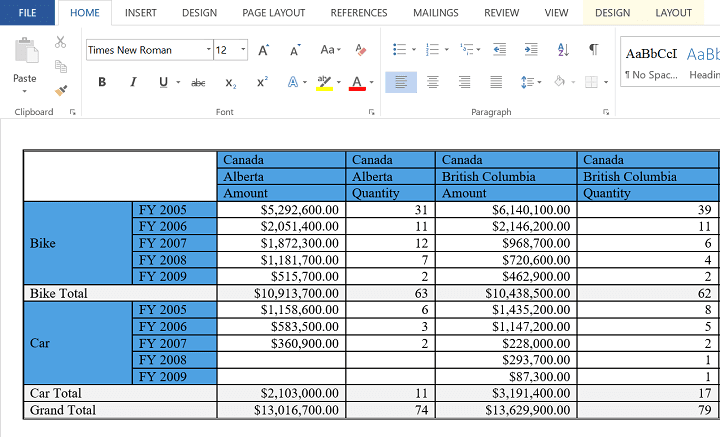 FILE HOME INSERT DESIGN PAGE LAYOUT REFERENCES MAILINGS REVIEW VIEW DESIGN LAYOUT
Times New Roman 12 A A Aa A AaBbCcI AaBb
Paste B I U abc X₂ X² A aby A ¶ No Spac... Headin
Clipboard Font Paragraph
Canada Canada Canada Canada
Alberta Alberta British Columbia British Columbia
Amount Quantity Amount Quantity
FY 2005 $5,292,600.00 31 $6,140,100.00 39
FY 2006 $2,051,400.00 11 $2,146,200.00 11
Bike FY 2007 $1,872,300.00 12 $968,700.00 6
FY 2008 $1,181,700.00 7 $720,600.00 4
FY 2009 $515,700.00 2 $462,900.00 2
Bike Total $10,913,700.00 63 $10,438,500.00 62
FY 2005 $1,158,600.00 6 $1,435,200.00 8
FY 2006 $583,500.00 3 $1,147,200.00 5
Car FY 2007 $360,900.00 2 $228,000.00 2
FY 2008 $293,700.00 1
FY 2009 $87,300.00 1
Car Total $2,103,000.00 11 $3,191,400.00 17
Grand Total $13,016,700.00 74 $13,629,900.00 79